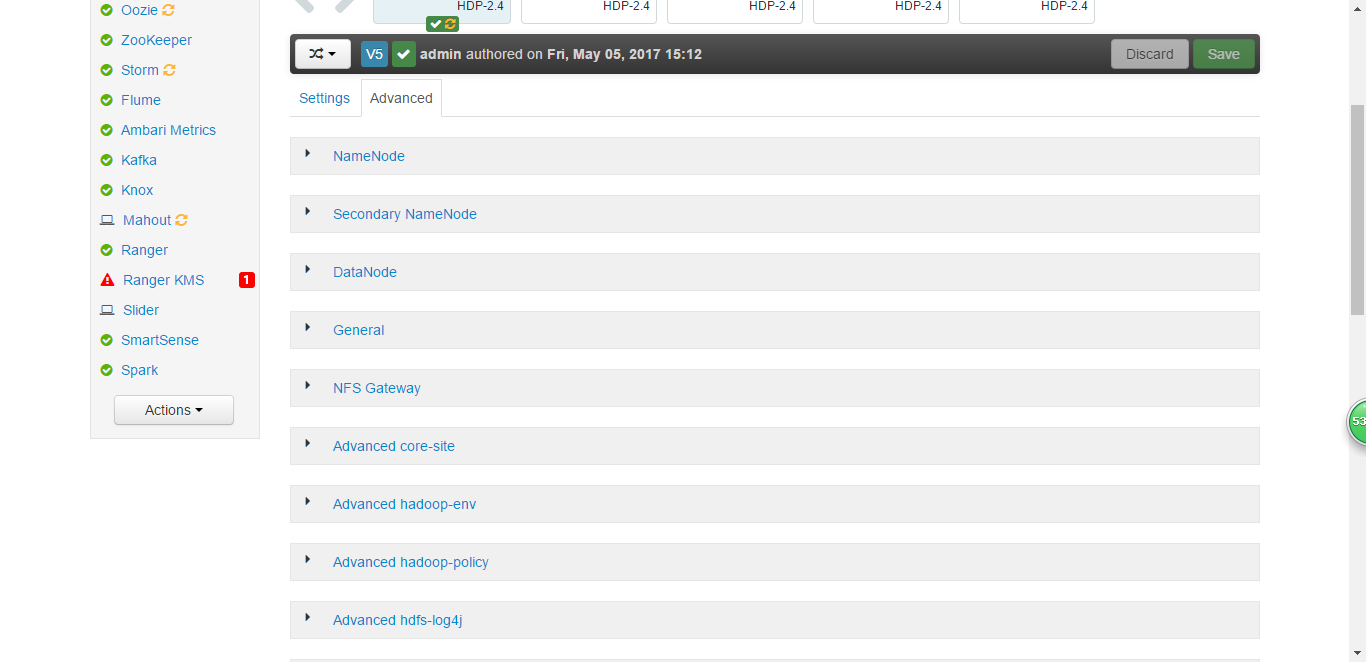 Oozie
ZooKeeper
Storm
Flume
Ambari Metrics
Kafka
Knox
Mahout
Ranger
Ranger KMS 1
Slider
SmartSense
Spark
Actions
HDP-2.4 HDP-2.4 HDP-2.4 HDP-2.4 HDP-2.4
V5 admin authored on Fri, May 05, 2017 15:12 Discard Save
Settings Advanced
NameNode
Secondary NameNode
DataNode
General
NFS Gateway
Advanced core-site
Advanced hadoop-env
Advanced hadoop-policy
Advanced hdfs-log4j
53